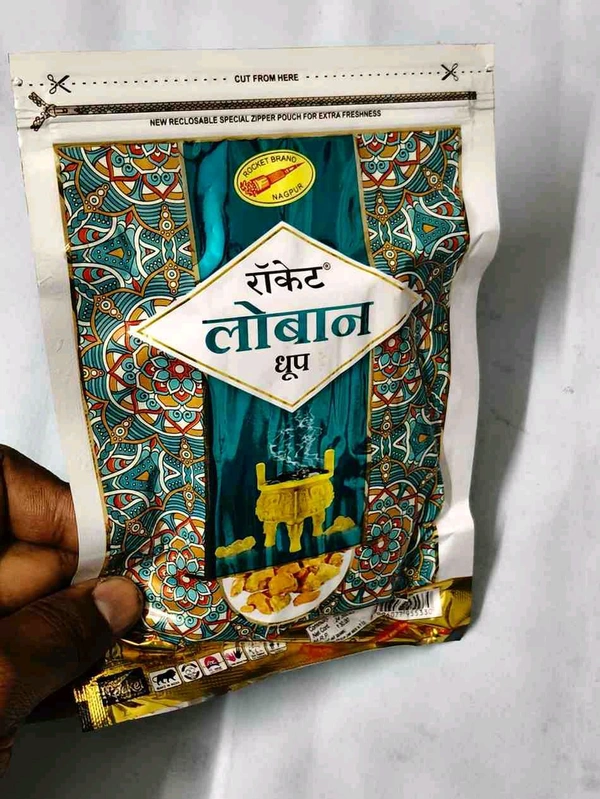 CUT FROM HERE
NEW RECLOSABLE SPECIAL ZIPPER POUCH FOR EXTRA FRESHNESS
ROCKET BRAND
NAGPUR
रॉकेट®
लोबान
धूप